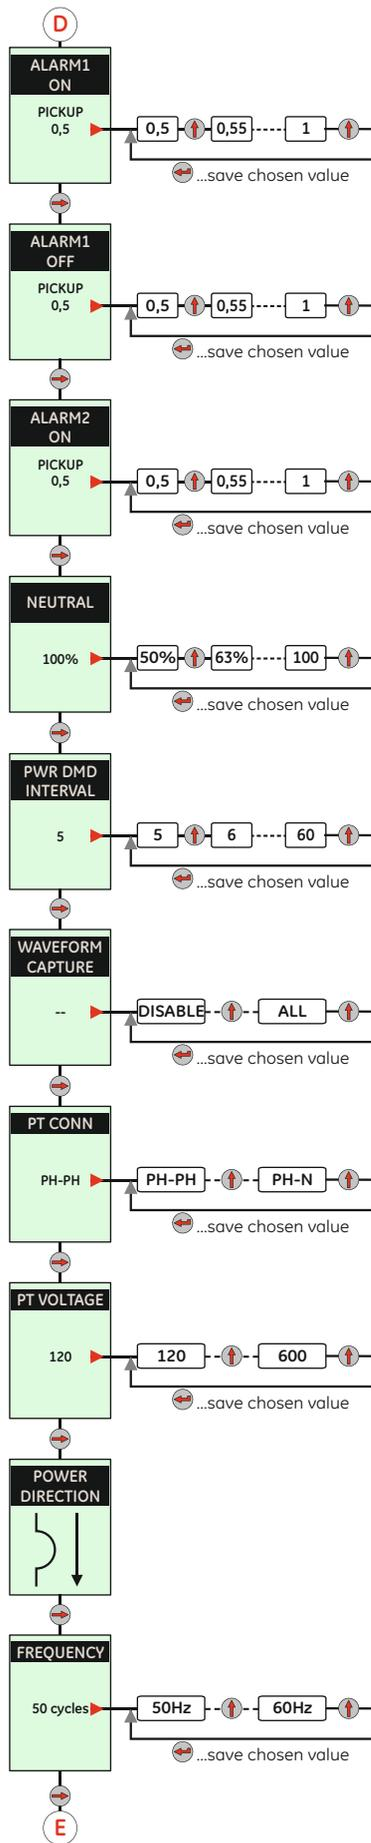 D
ALARM1
ON
PICKUP
0,5
0,5 0,55 1
...save chosen value
ALARM1
OFF
PICKUP
0,5
0,5 0,55 1
...save chosen value
ALARM2
ON
PICKUP
0,5
0,5 0,55 1
...save chosen value
NEUTRAL
100%
50% 63% 100
...save chosen value
PWR DMD
INTERVAL
5
5 6 60
...save chosen value
WAVEFORM
CAPTURE
--
DISABLE ALL
...save chosen value
PT CONN
PH-PH
PH-PH PH-N
...save chosen value
PT VOLTAGE
120
120 600
...save chosen value
POWER
DIRECTION
FREQUENCY
50 cycles
50Hz 60Hz
...save chosen value
E